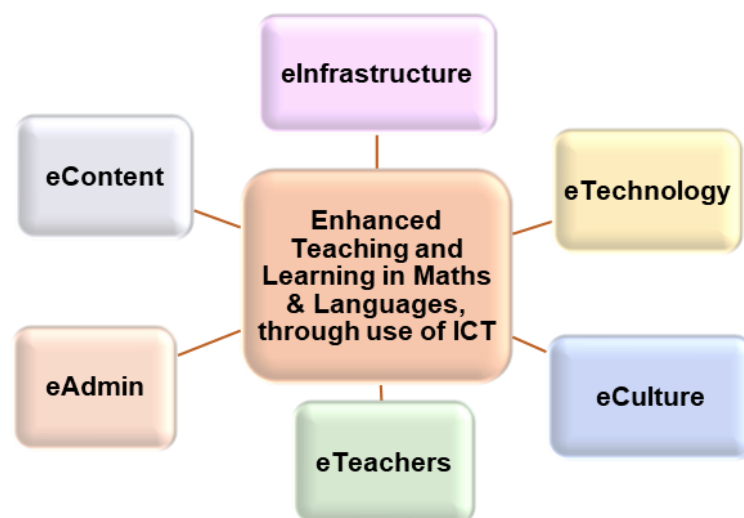 eInfrastructure
eContent
eTechnology
Enhanced
Teaching and
Learning in Maths
& Languages,
through use of ICT
eAdmin
eCulture
eTeachers